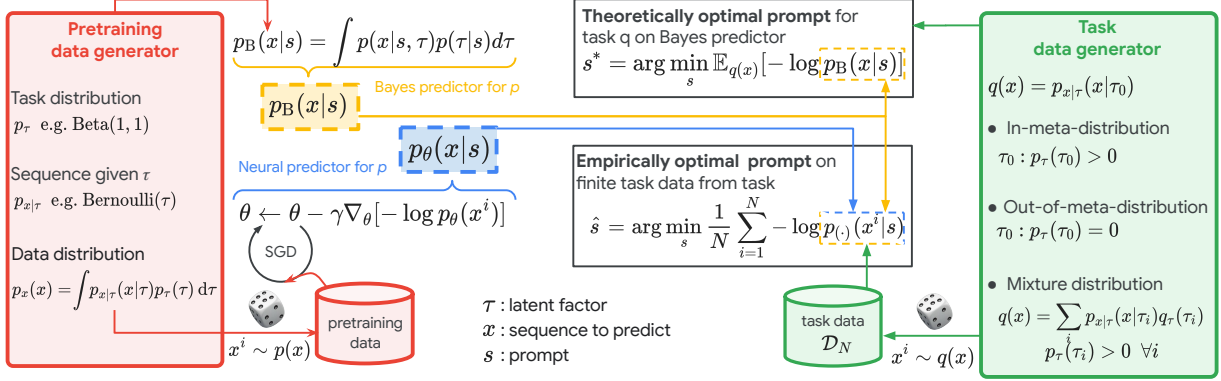 Pretraining
data generator
Task distribution
p_τ e.g. Beta(1, 1)
Sequence given τ
p_{x|τ} e.g. Bernoulli(τ)
Data distribution
p_x(x) = ∫ p_{x|τ}(x|τ)p_τ(τ) dτ
p_B(x|s) = ∫ p(x|s, τ)p(τ|s)dτ
Bayes predictor for p
p_B(x|s)
p_θ(x|s)
Neural predictor for p
θ ← θ − γ∇_θ[− log p_θ(x^i)]
SGD
x^i ∼ p(x)
pretraining
data
τ : latent factor
x : sequence to predict
s : prompt
Theoretically optimal prompt for
task q on Bayes predictor
s* = arg min_s 𝔼_{q(x)}[− log p_B(x|s)]
Empirically optimal prompt on
finite task data from task
ŝ = arg min_s 1/N ∑_{i=1}^{N} − log p_{(·)}(x^i|s)
task data
𝒟_N
x^i ∼ q(x)
Task
data generator
q(x) = p_{x|τ}(x|τ_0)
● In-meta-distribution
τ_0 : p_τ(τ_0) > 0
● Out-of-meta-distribution
τ_0 : p_τ(τ_0) = 0
● Mixture distribution
q(x) = ∑_i p_{x|τ}(x|τ_i)q_τ(τ_i)
p_τ(τ_i) > 0 ∀i